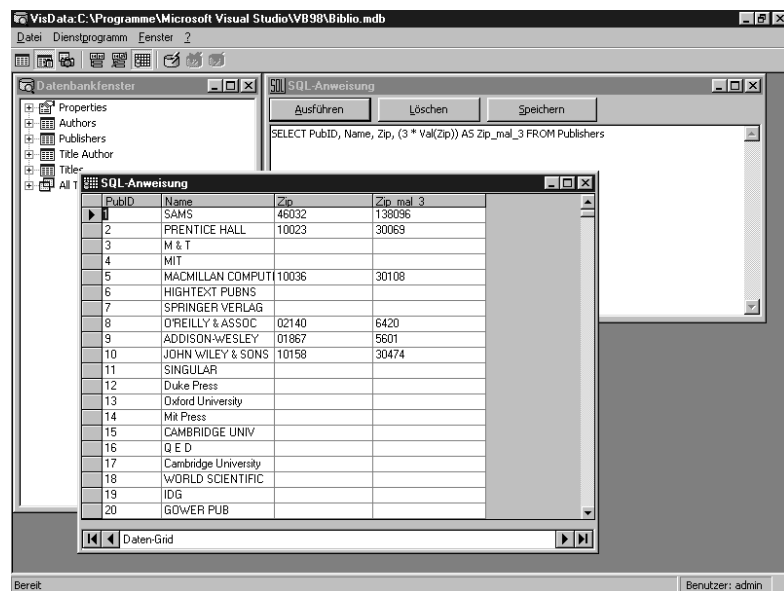 VisData:C:\Programme\Microsoft Visual Studio\VB98\Biblio.mdb
Datei Dienstprogramm Fenster ?
Datenbankfenster
Properties
Authors
Publishers
Title Author
Titles
All T
SQL-Anweisung
Ausführen Löschen Speichern
SELECT PubID, Name, Zip, (3 * Val(Zip)) AS Zip_mal_3 FROM Publishers
SQL-Anweisung
PubID Name Zip Zip_mal_3
1 SAMS 46032 138096
2 PRENTICE HALL 10023 30069
3 M & T
4 MIT
5 MACMILLAN COMPUTI 10036 30108
6 HIGHTEXT PUBNS
7 SPRINGER VERLAG
8 O'REILLY & ASSOC 02140 6420
9 ADDISON-WESLEY 01867 5601
10 JOHN WILEY & SONS 10158 30474
11 SINGULAR
12 Duke Press
13 Oxford University
14 Mit Press
15 CAMBRIDGE UNIV
16 Q E D
17 Cambridge University
18 WORLD SCIENTIFIC
19 IDG
20 GOWER PUB
Daten-Grid
Bereit Benutzer: admin